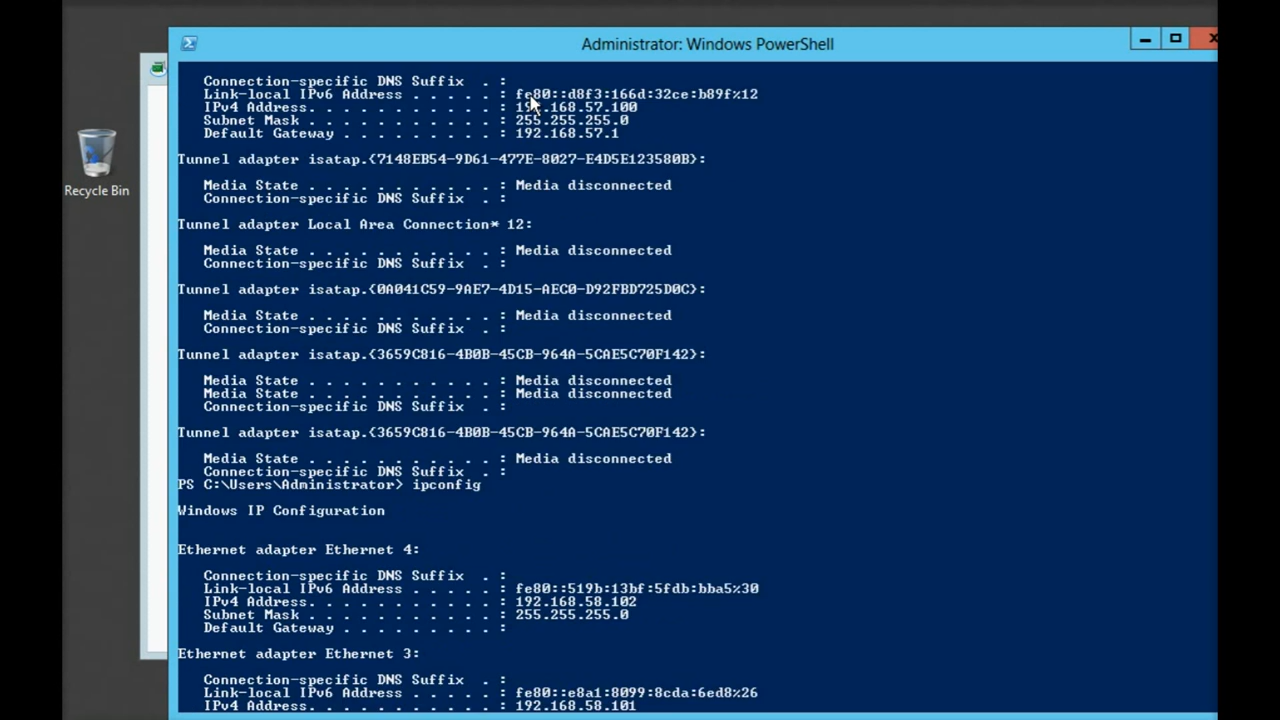 Administrator: Windows PowerShell
Recycle Bin
Connection-specific DNS Suffix . :
Link-local IPv6 Address . . . . . : fe80::d8f3:166d:32ce:b89f%12
IPv4 Address. . . . . . . . . . . : 192.168.57.100
Subnet Mask . . . . . . . . . . . : 255.255.255.0
Default Gateway . . . . . . . . . : 192.168.57.1
Tunnel adapter isatap.{7148EB54-9D61-477E-8027-E4D5E123580B}:
Media State . . . . . . . . . . . : Media disconnected
Connection-specific DNS Suffix . :
Tunnel adapter Local Area Connection* 12:
Media State . . . . . . . . . . . : Media disconnected
Connection-specific DNS Suffix . :
Tunnel adapter isatap.{0A041C59-9AE7-4D15-AEC0-D92FBD725D0C}:
Media State . . . . . . . . . . . : Media disconnected
Connection-specific DNS Suffix . :
Tunnel adapter isatap.{3659C816-4B0B-45CB-964A-5CAE5C70F142}:
Media State . . . . . . . . . . . : Media disconnected
Media State . . . . . . . . . . . : Media disconnected
Connection-specific DNS Suffix . :
Tunnel adapter isatap.{3659C816-4B0B-45CB-964A-5CAE5C70F142}:
Media State . . . . . . . . . . . : Media disconnected
Connection-specific DNS Suffix . :
PS C:\Users\Administrator> ipconfig
Windows IP Configuration
Ethernet adapter Ethernet 4:
Connection-specific DNS Suffix . :
Link-local IPv6 Address . . . . . : fe80::519b:13bf:5fdb:bba5%30
IPv4 Address. . . . . . . . . . . : 192.168.58.102
Subnet Mask . . . . . . . . . . . : 255.255.255.0
Default Gateway . . . . . . . . . :
Ethernet adapter Ethernet 3:
Connection-specific DNS Suffix . :
Link-local IPv6 Address . . . . . : fe80::e8a1:8099:8cda:6ed8%26
IPv4 Address. . . . . . . . . . . : 192.168.58.101